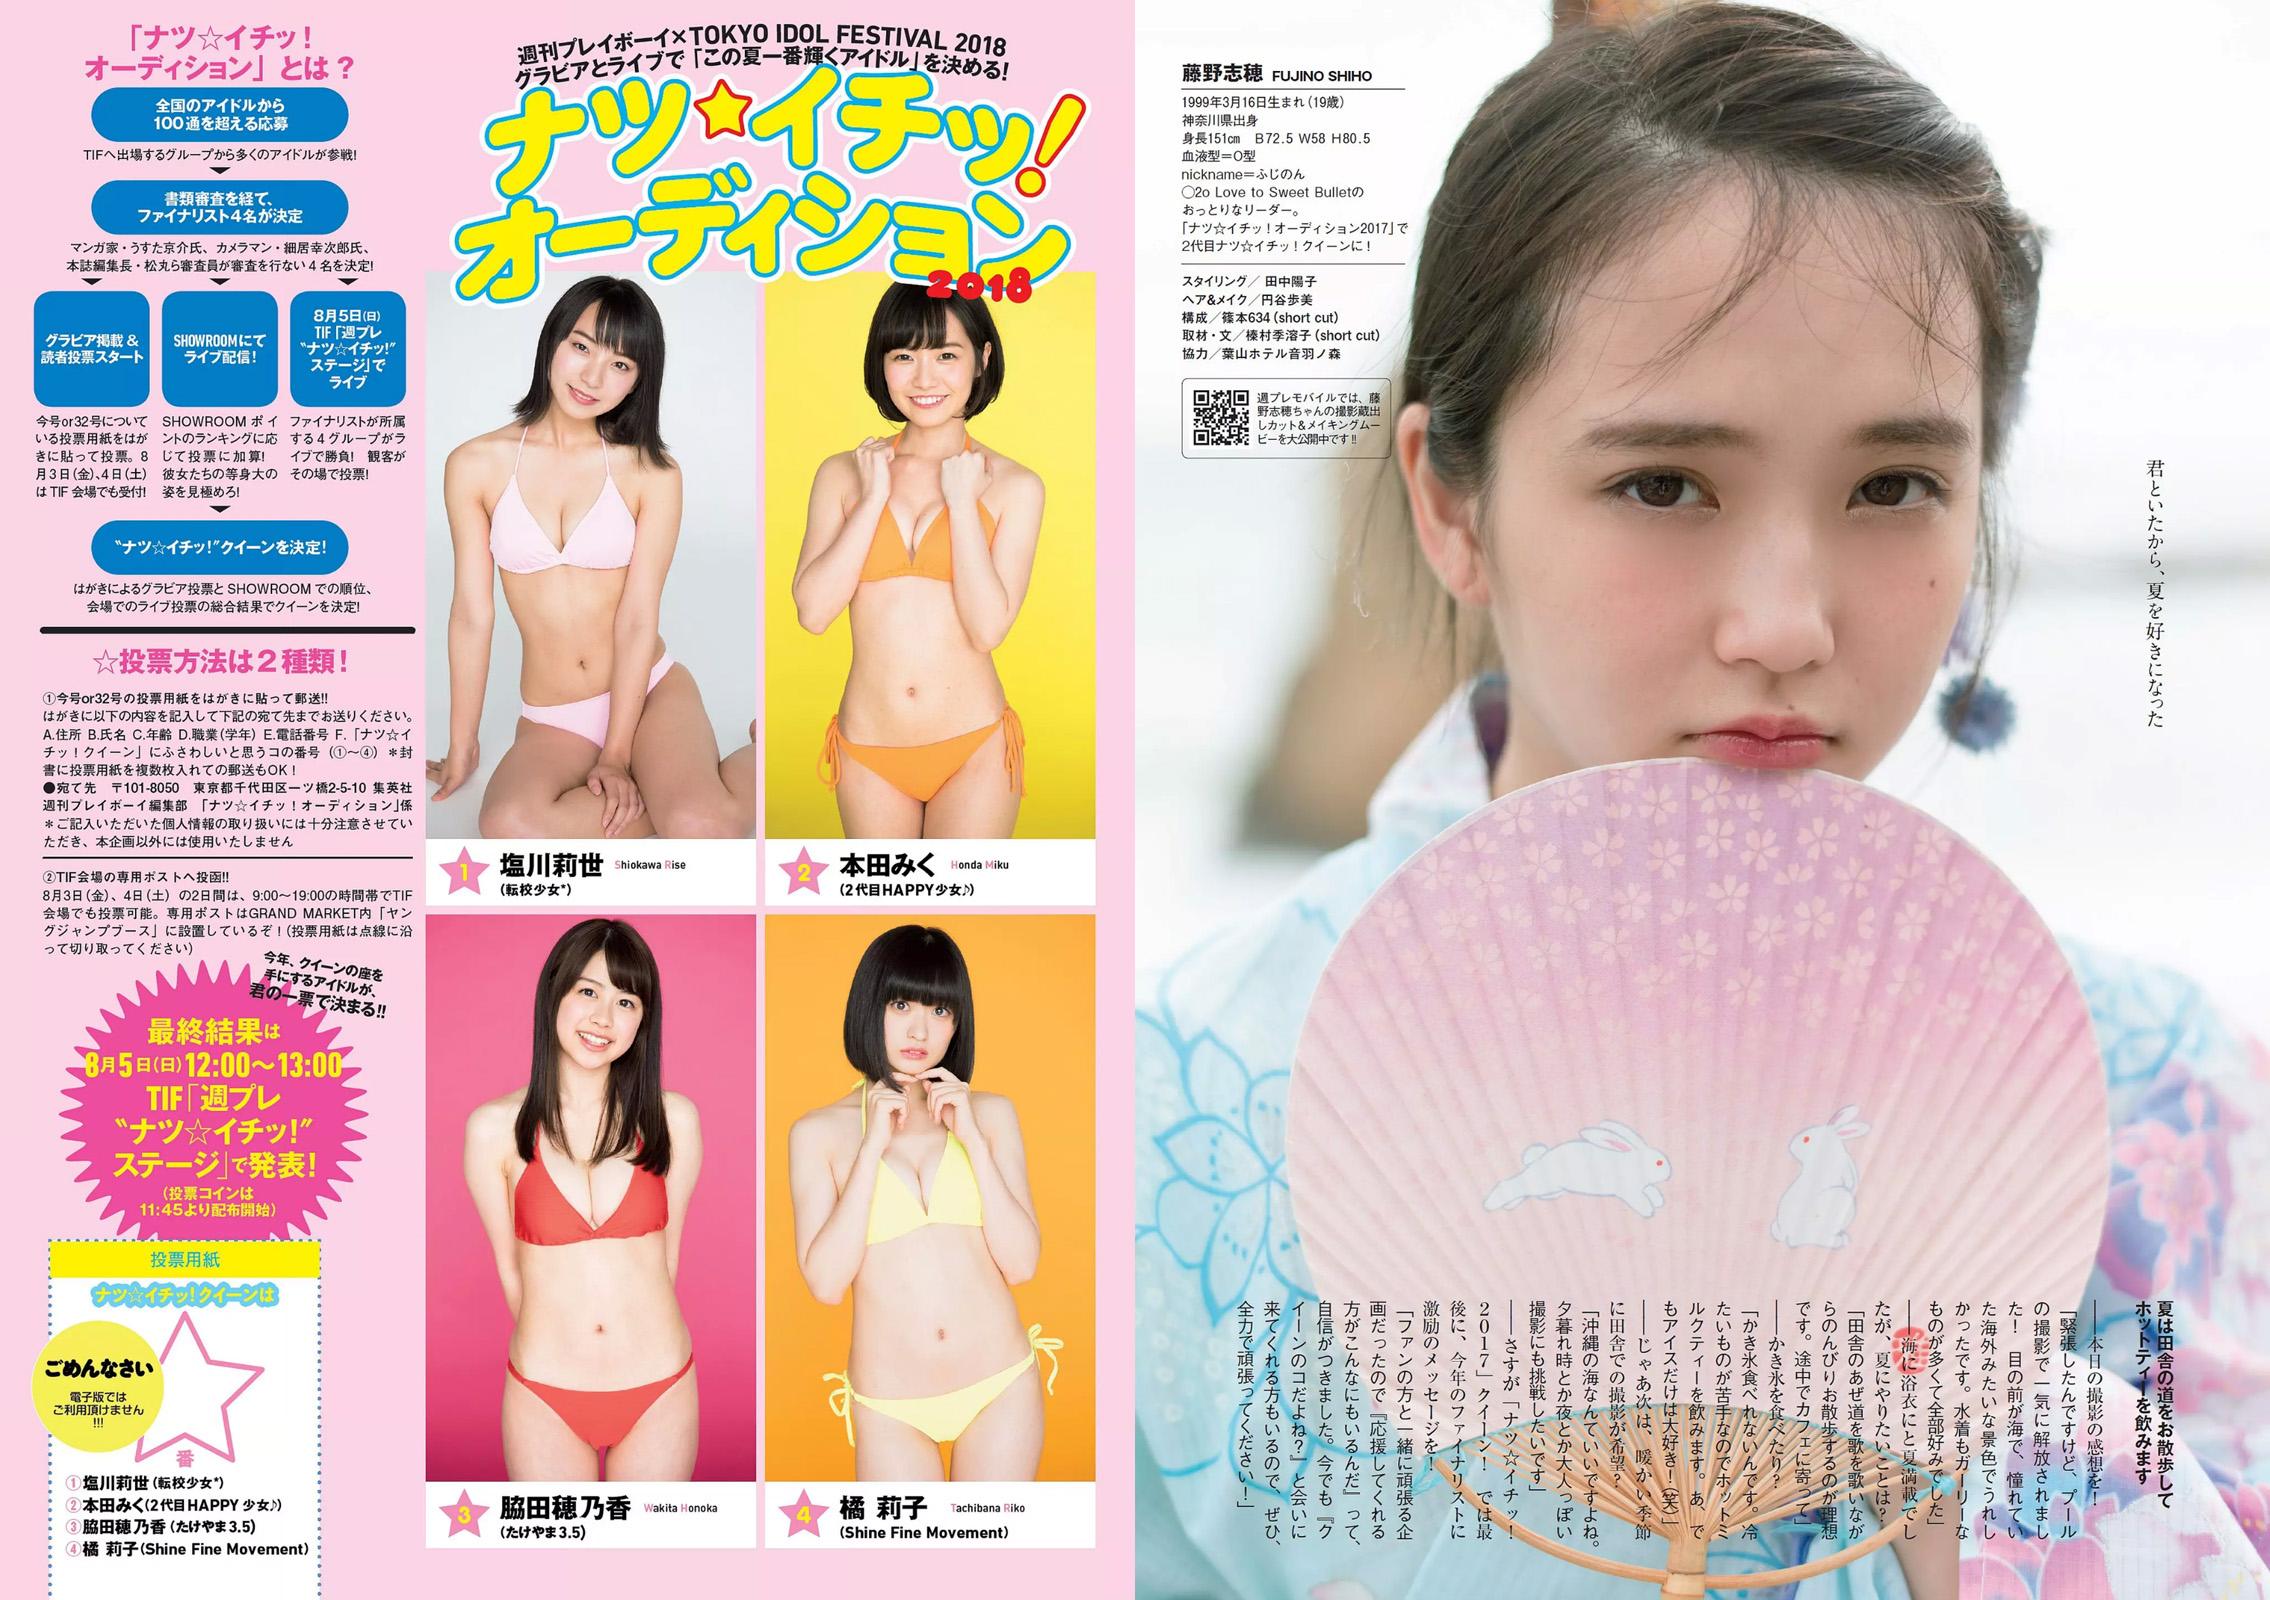 「ナツ☆イチッ!
オーディション」とは?
全国のアイドルから
100通を超える応募
TIFへ出場するグループから多くのアイドルが参戦!
書類審査を経て、
ファイナリスト4名が決定
マンガ家・うすた京介氏、カメラマン・細居幸次郎氏、
本誌編集長・松丸ら審査員が審査を行ない4名を決定!
グラビア掲載&
読者投票スタート
今号or32号について
いる投票用紙をはが
きに貼って投票。8
月3日(金)、4日(土)
はTIF会場でも受付!
SHOWROOMにて
ライブ配信!
SHOWROOMポイ
ントのランキングに応
じて投票に加算!
彼女たちの等身大の
姿を見極めろ!
8月5日(日)
TIF「週プレ
“ナツ☆イチッ!”
ステージ」で
ライブ
ファイナリストが所属
する4グループがラ
イブで勝負! 観客が
その場で投票!
“ナツ☆イチッ!”クイーンを決定!
はがきによるグラビア投票とSHOWROOMでの順位、
会場でのライブ投票の総合結果でクイーンを決定!
☆投票方法は2種類!
①今号or32号の投票用紙をはがきに貼って郵送!!
はがきに以下の内容を記入して下記の宛て先までお送りください。
A.住所 B.氏名 C.年齢 D.職業(学年) E.電話番号 F.「ナツ☆イ
チッ!クイーン」にふさわしいと思うコの番号(①〜④) *封
書に投票用紙を複数枚入れての郵送もOK!
●宛て先 〒101-8050 東京都千代田区一ツ橋2-5-10 集英社
週刊プレイボーイ編集部 「ナツ☆イチッ!オーディション」係
*ご記入いただいた個人情報の取り扱いには十分注意させてい
ただき、本企画以外には使用いたしません
②TIF会場の専用ポストへ投函!!
8月3日(金)、4日(土)の2日間は、9:00〜19:00の時間帯でTIF
会場でも投票可能。専用ポストはGRAND MARKET内「ヤン
グジャンプブース」に設置しているぞ!(投票用紙は点線に沿
って切り取ってください)
今年、クイーンの座を
手にするアイドルが、
君の一票で決まる!!
最終結果は
8月5日(日)12:00〜13:00
TIF「週プレ
“ナツ☆イチッ!”
ステージ」で発表!
(投票コインは
11:45より配布開始)
投票用紙
ナツ☆イチッ!クイーンは
ごめんなさい
電子版では
ご利用頂けません
!!!
番
①塩川莉世(転校少女*)
②本田みく(2代目HAPPY少女♪)
③脇田穂乃香(たけやま3.5)
④橘 莉子(Shine Fine Movement)
週刊プレイボーイ×TOKYO IDOL FESTIVAL 2018
グラビアとライブで「この夏一番輝くアイドル」を決める!
ナツ☆イチッ!
オーディション
2018
1 塩川莉世 Shiokawa Rise
(転校少女*)
2 本田みく Honda Miku
(2代目HAPPY少女♪)
3 脇田穂乃香 Wakita Honoka
(たけやま3.5)
4 橘 莉子 Tachibana Riko
(Shine Fine Movement)
藤野志穂 FUJINO SHIHO
1999年3月16日生まれ(19歳)
神奈川県出身
身長151㎝ B72.5 W58 H80.5
血液型=O型
nickname=ふじのん
○2o Love to Sweet Bulletの
おっとりなリーダー。
「ナツ☆イチッ!オーディション2017」で
2代目ナツ☆イチッ!クイーンに!
スタイリング/田中陽子
ヘア&メイク/円谷歩美
構成/篠本634(short cut)
取材・文/榛村季溶子(short cut)
協力/葉山ホテル音羽ノ森
週プレモバイルでは、藤
野志穂ちゃんの撮影蔵出
しカット&メイキングムー
ビーを大公開中です!!
君といたから、夏を好きになった
夏は田舎の道をお散歩して
ホットティーを飲みます
――本日の撮影の感想を!
「緊張したんですけど、プール
の撮影で一気に解放されまし
た! 目の前が海で、憧れてい
た海外みたいな景色でうれし
かったです。水着もガーリーな
ものが多くて全部好みでした」
――海に浴衣にと夏満載でし
たが、夏にやりたいことは?
「田舎のあぜ道を歌を歌いなが
らのんびりお散歩するのが理想
です。途中でカフェに寄って」
――かき氷を食べたり?
「かき氷食べれないんです。冷
たいものが苦手なのでホットミ
ルクティーを飲みます。あ、で
もアイスだけは大好き!(笑)」
――じゃあ次は、暖かい季節
に田舎での撮影が希望?
「沖縄の海なんていいですよね。
夕暮れ時とか夜とか大人っぽい
撮影にも挑戦したいです」
――さすが「ナツ☆イチッ!
2017」クイーン! では最
後に、今年のファイナリストに
激励のメッセージを!
「ファンの方と一緒に頑張る企
画だったので『応援してくれる
方がこんなにもいるんだ』って、
自信がつきました。今でも『ク
イーンのコだよね?』と会いに
来てくれる方もいるので、ぜひ、
全力で頑張ってください!」